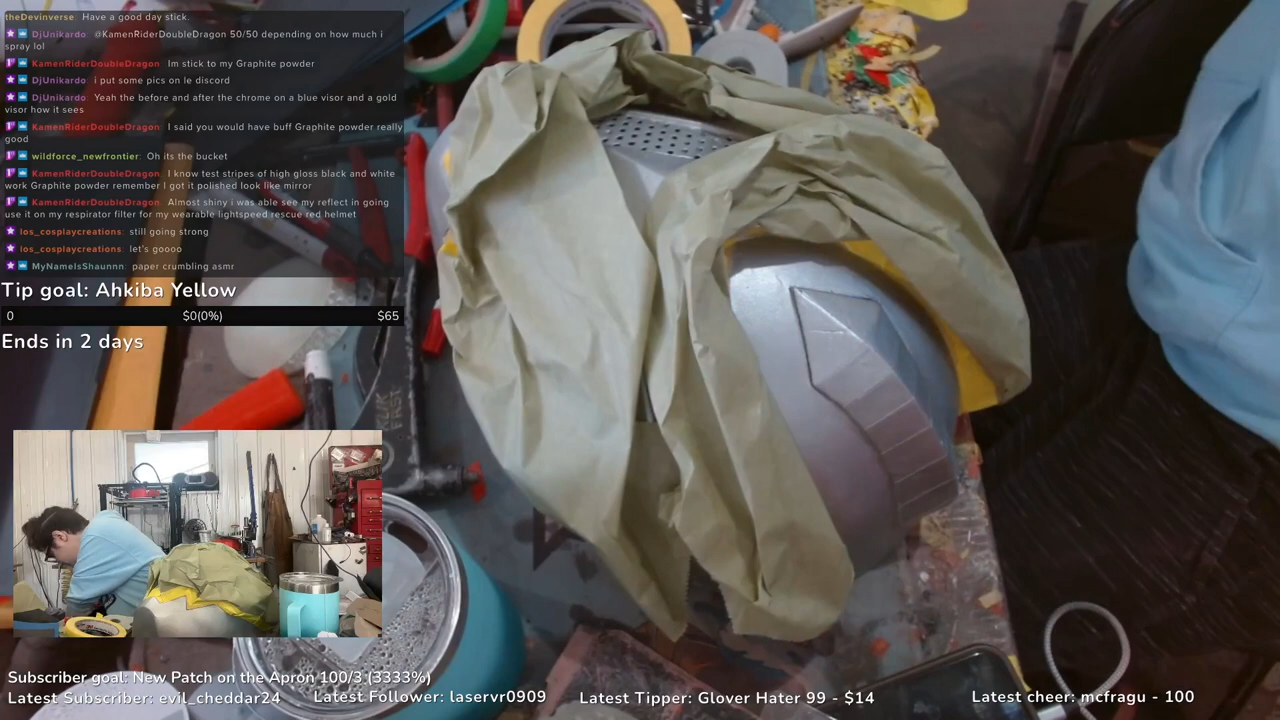 theDevinverse: Have a good day stick.
DjUnikardo: @KamenRiderDoubleDragon 50/50 depending on how much i
spray lol
KamenRiderDoubleDragon: Im stick to my Graphite powder
DjUnikardo: i put some pics on le discord
DjUnikardo: Yeah the before and after the chrome on a blue visor and a gold
visor how it sees
KamenRiderDoubleDragon: I said you would have buff Graphite powder really
good
wildforce_newfrontier: Oh its the bucket
KamenRiderDoubleDragon: I know test stripes of high gloss black and white
work Graphite powder remember I got it polished look like mirror
KamenRiderDoubleDragon: Almost shiny i was able see my reflect in going
use it on my respirator filter for my wearable lightspeed rescue red helmet
los_cosplaycreations: still going strong
los_cosplaycreations: let's goooo
MyNameIsShaunnn: paper crumbling asmr
Tip goal: Ahkiba Yellow
0 $0(0%) $65
Ends in 2 days
Subscriber goal: New Patch on the Apron 100/3 (3333%)
Latest Subscriber: evil_cheddar24 Latest Follower: laservr0909 Latest Tipper: Glover Hater 99 - $14 Latest cheer: mcfragu - 100